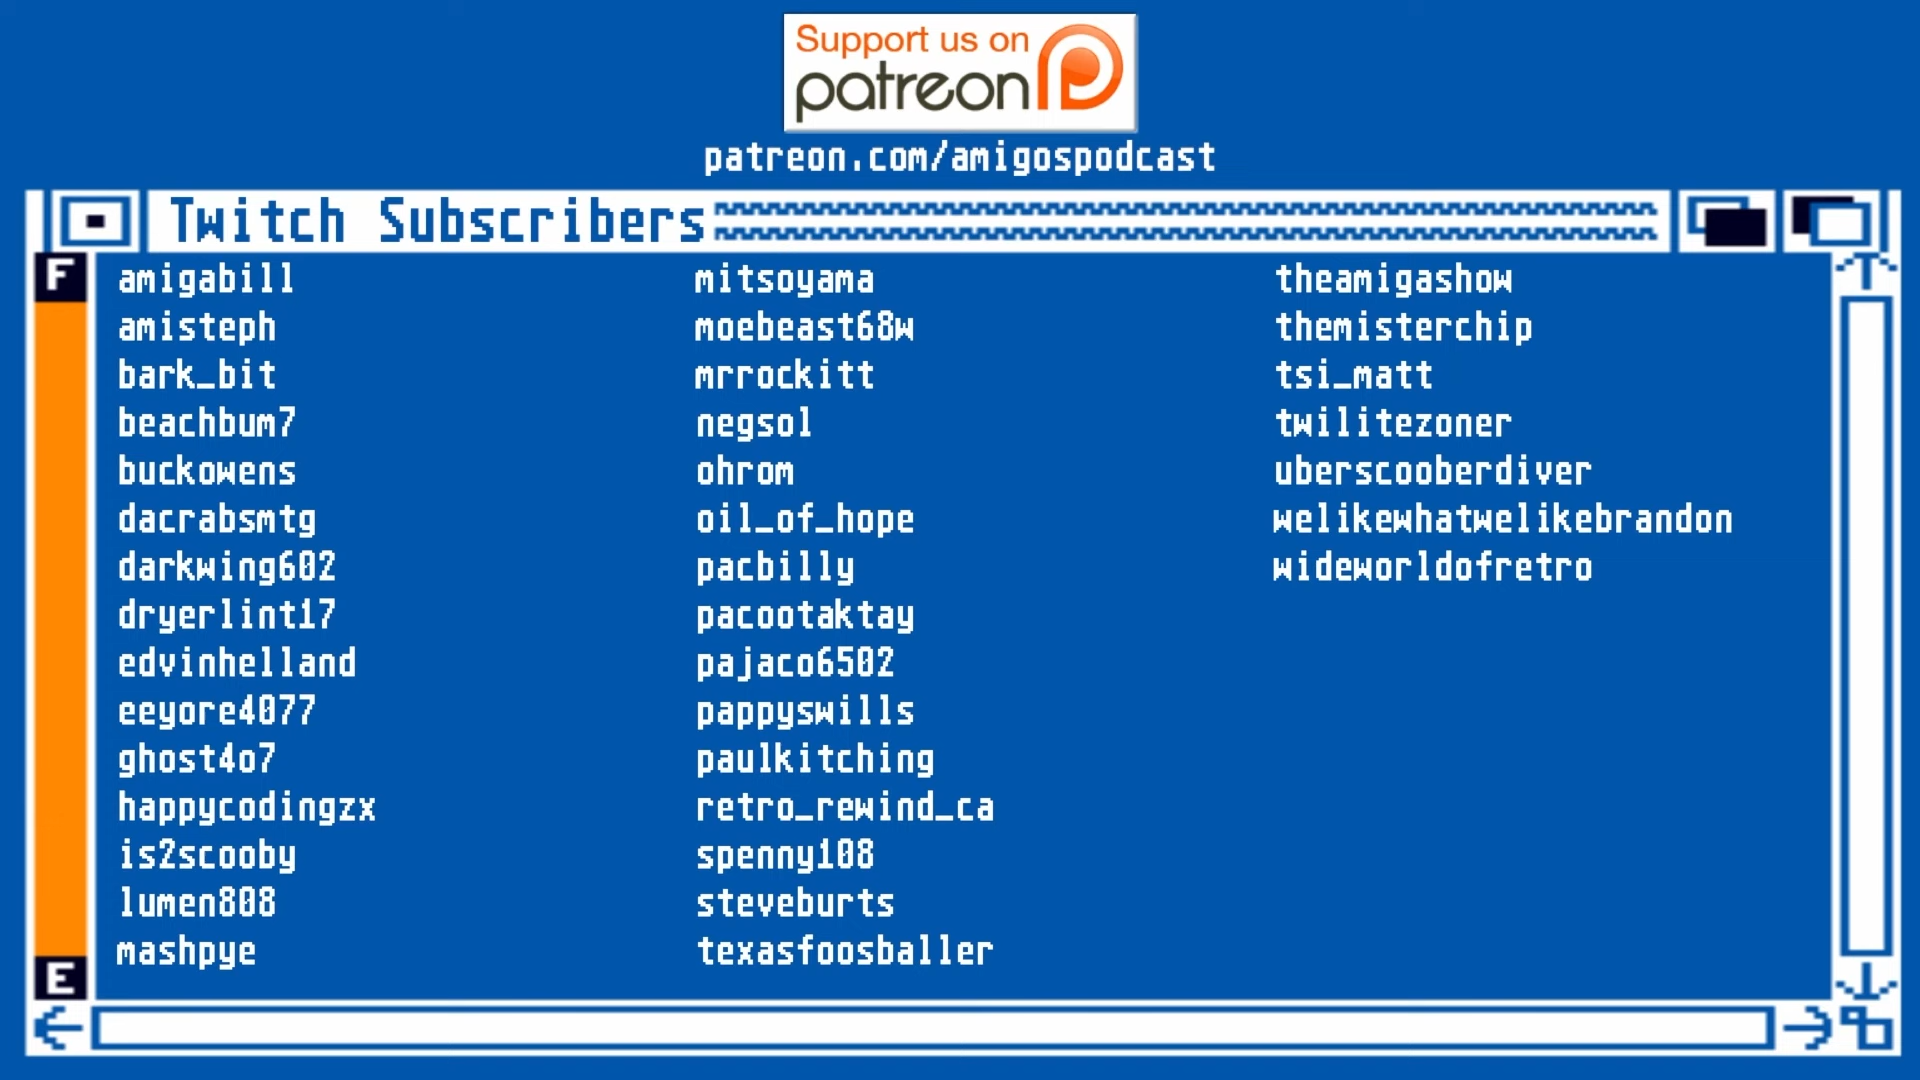 Support us on
patreon
patreon.com/amigospodcast
Twitch Subscribers
F
amigabill
amisteph
bark_bit
beachbum7
buckowens
dacrabsmtg
darkwing602
dryerlint17
edvinhelland
eeyore4077
ghost4o7
happycodingzx
is2scooby
lumen808
mashpye
mitsoyama
moebeast68w
mrrockitt
negsol
ohrom
oil_of_hope
pacbilly
pacootaktay
pajaco6502
pappyswills
paulkitching
retro_rewind_ca
spenny108
steveburts
texasfoosballer
theamigashow
themisterchip
tsi_matt
twilitezoner
uberscooberdiver
welikewhatwelikebrandon
wideworldofretro
E